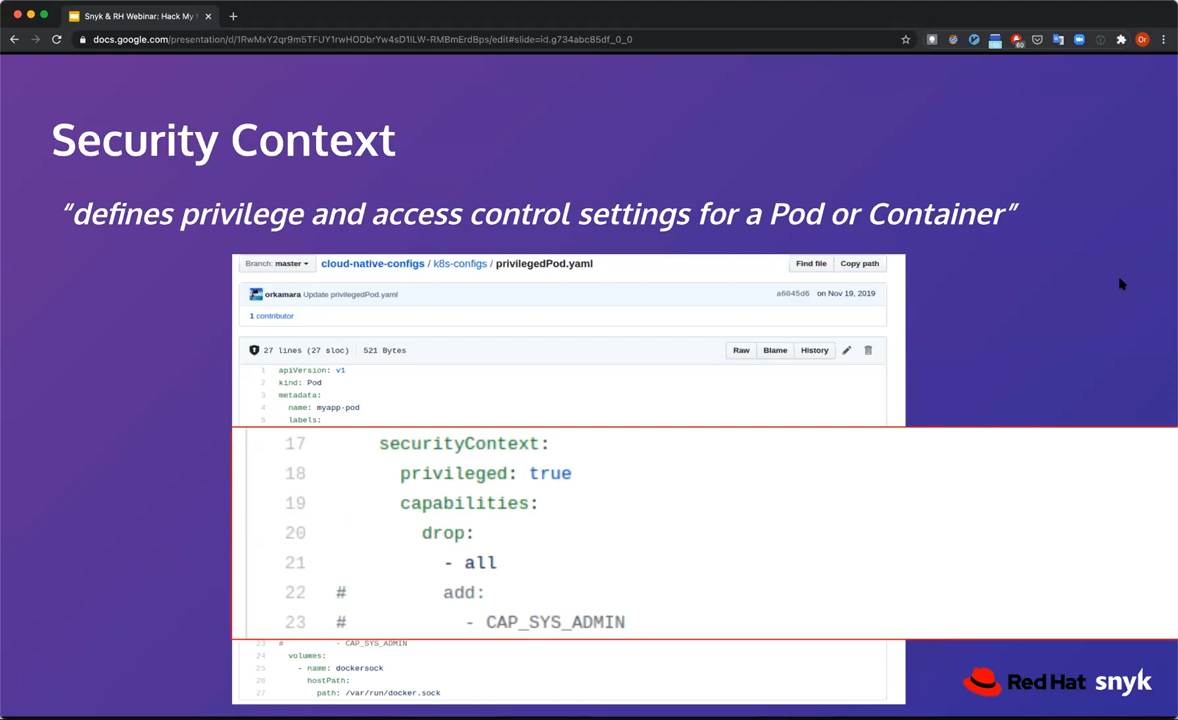 Snyk & RH Webinar: Hack My
docs.google.com/presentation/d/1RwMxY2qr9m5TFUY1rwHODbrYw4sD1lLW-RMBmErdBps/edit#slide=id.g734abc85df_0_0
60
Or
Security Context
“defines privilege and access control settings for a Pod or Container”
Branch: master
cloud-native-configs / k8s-configs / privilegedPod.yaml
Find file
Copy path
orkamara Update privilegedPod.yaml
a6045d6 on Nov 19, 2019
1 contributor
27 lines (27 sloc) 521 Bytes
Raw
Blame
History
1 apiVersion: v1
2 kind: Pod
3 metadata:
4 name: myapp-pod
5 labels:
17 securityContext:
18 privileged: true
19 capabilities:
20 drop:
21 - all
22 # add:
23 # - CAP_SYS_ADMIN
23 # - CAP_SYS_ADMIN
24 volumes:
25 - name: dockersock
26 hostPath:
27 path: /var/run/docker.sock
Red Hat snyk